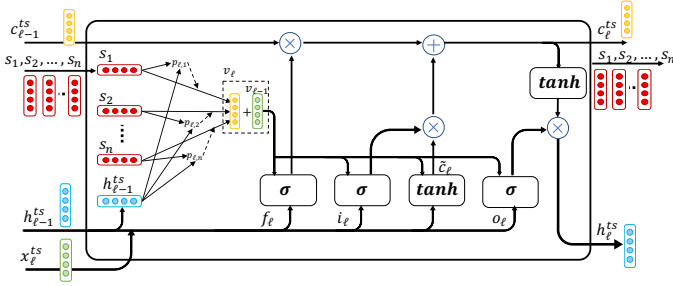 c_{ℓ-1}^{ts}
s_1, s_2, ..., s_n
s_1
p_{ℓ,1}
s_2
p_{ℓ,2}
s_n
p_{ℓ,n}
h_{ℓ-1}^{ts}
v_ℓ
v_{ℓ-1}
+
×
+
×
×
tanh
σ
σ
tanh
σ
f_ℓ
i_ℓ
c̃_ℓ
o_ℓ
h_{ℓ-1}^{ts}
x_ℓ^{ts}
c_ℓ^{ts}
s_1, s_2, ..., s_n
h_ℓ^{ts}